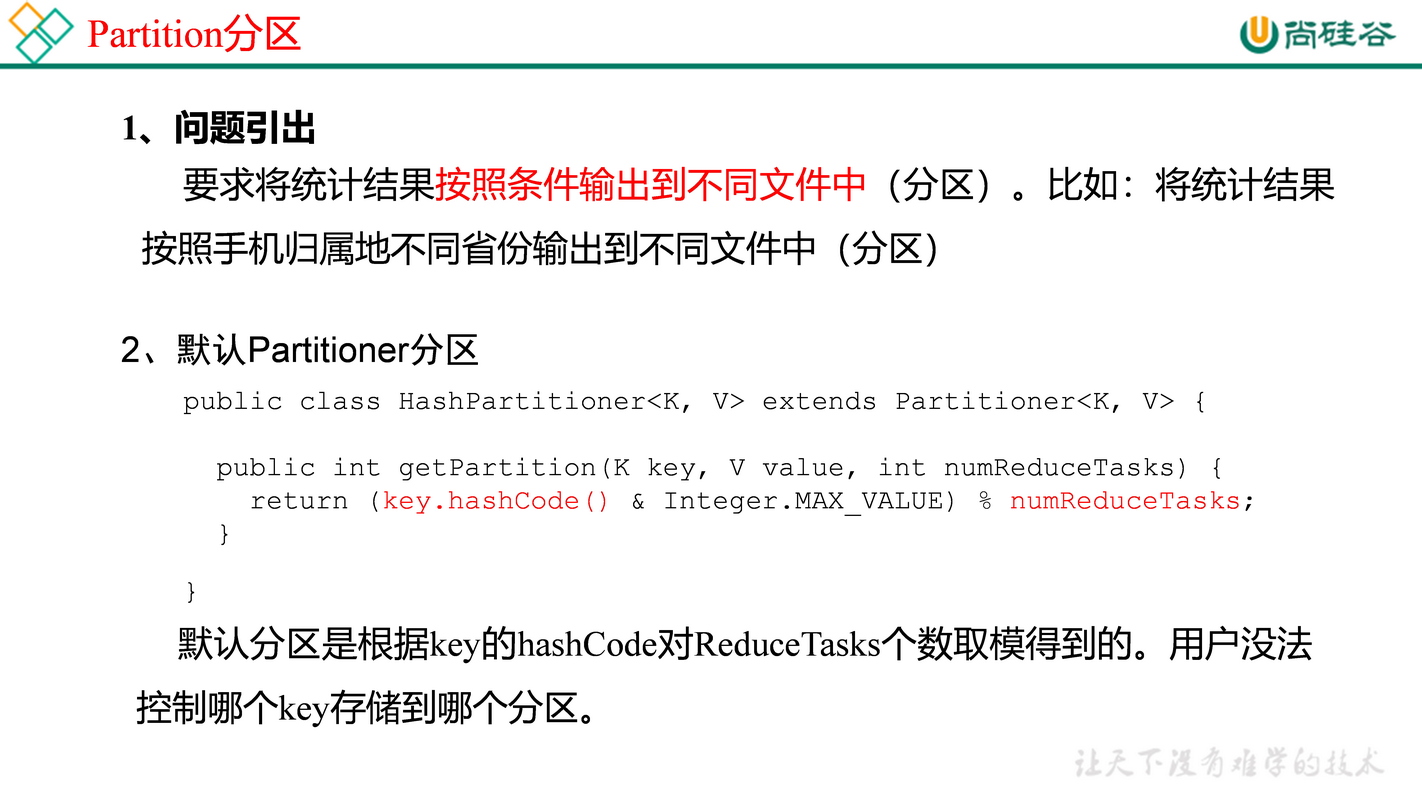 Partition分区
尚硅谷
1、问题引出
要求将统计结果按照条件输出到不同文件中（分区）。比如：将统计结果
按照手机归属地不同省份输出到不同文件中（分区）
2、默认Partitioner分区
public class HashPartitioner<K, V> extends Partitioner<K, V> {
public int getPartition(K key, V value, int numReduceTasks) {
return (key.hashCode() & Integer.MAX_VALUE) % numReduceTasks;
}
}
默认分区是根据key的hashCode对ReduceTasks个数取模得到的。用户没法
控制哪个key存储到哪个分区。
让天下没有难学的技术